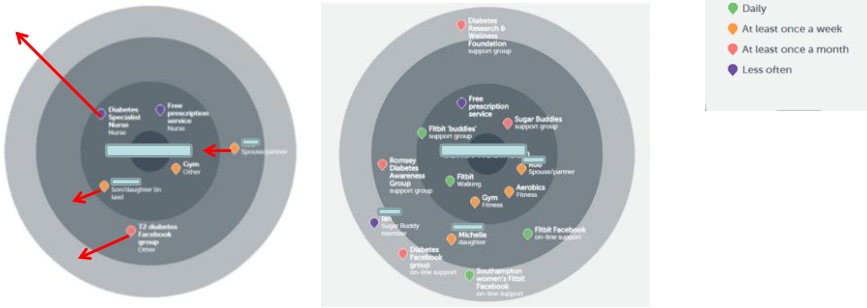 Diabetes
Specialist
Nurse
Nurse
Free
prescription
service
Nurse
Spouse/partner
Gym
Other
Son/daughter (in
law)
T2 diabetes
Facebook
group
Other
Diabetes
Research &
Wellness
Foundation
support group
Free
prescription
service
Sugar Buddies
support group
Fitbit 'buddies'
support group
Romsey
Diabetes
Awareness
Group
support group
Spouse/partner
Fitbit
Walking
Aerobics
Fitness
Gym
Fitness
Ian
Sugar Buddy
member
Michelle
daughter
Fitbit Facebook
on-line support
Diabetes
Facebook
group
on-line support
Southampton
women's Fitbit
Facebook
on-line support
Daily
At least once a week
At least once a month
Less often